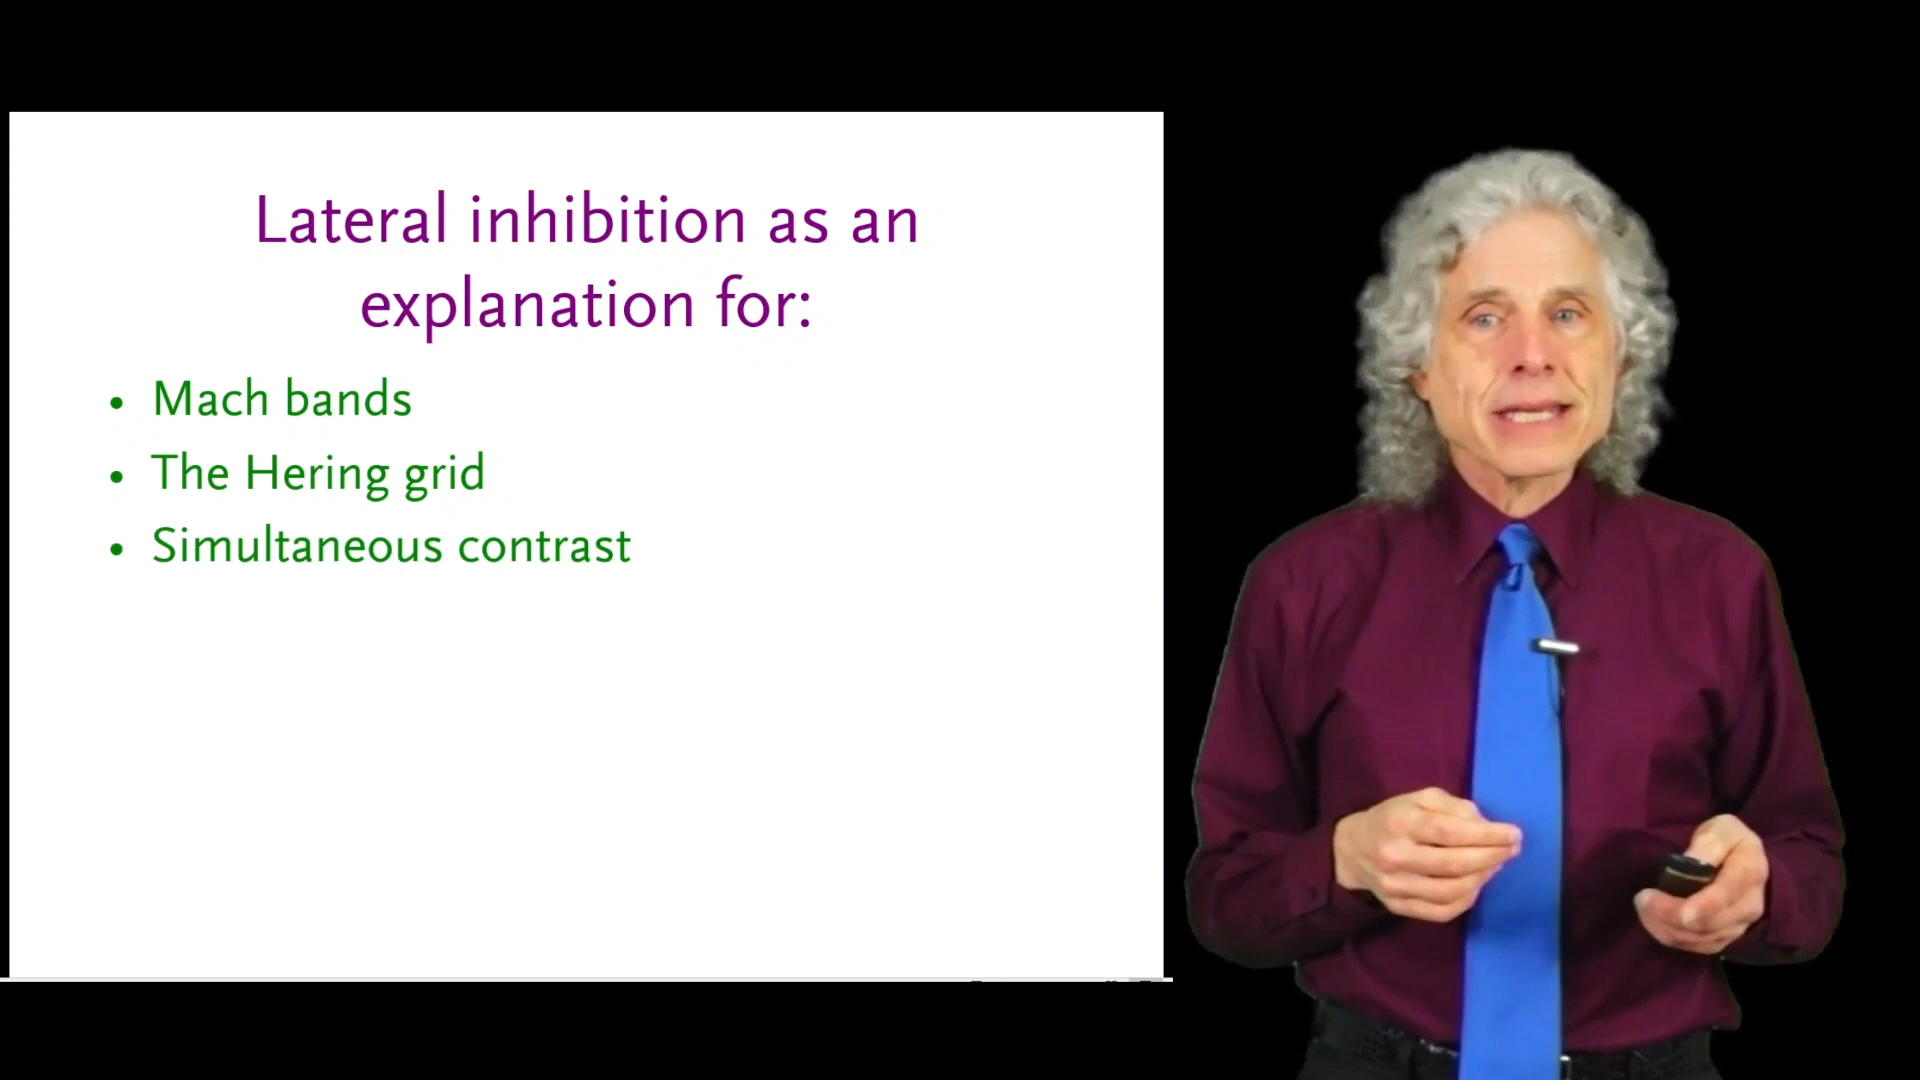 Lateral inhibition as an
explanation for:
• Mach bands
• The Hering grid
• Simultaneous contrast